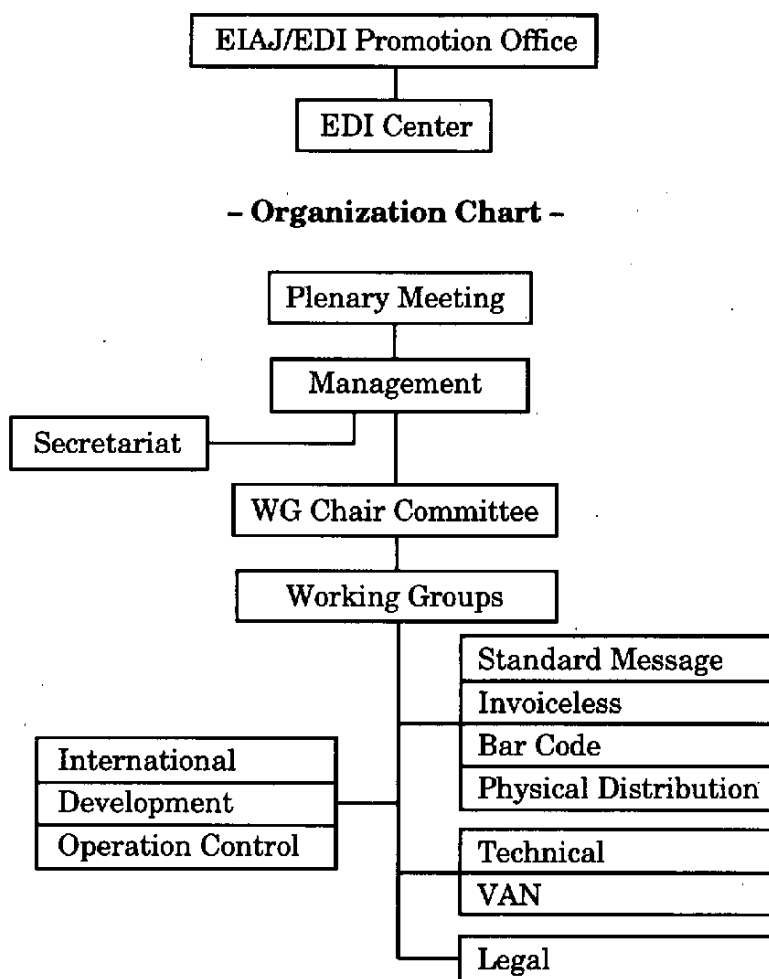 EIAJ/EDI Promotion Office
EDI Center
– Organization Chart –
Plenary Meeting
Management
Secretariat
WG Chair Committee
Working Groups
Standard Message
Invoiceless
Bar Code
Physical Distribution
International
Development
Operation Control
Technical
VAN
Legal